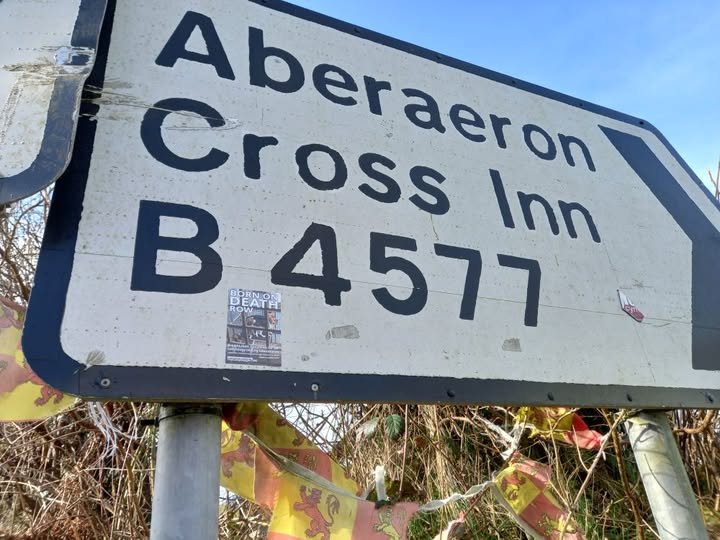 Aberaeron
Cross Inn
B 4577
BORN ON
DEATH
ROW